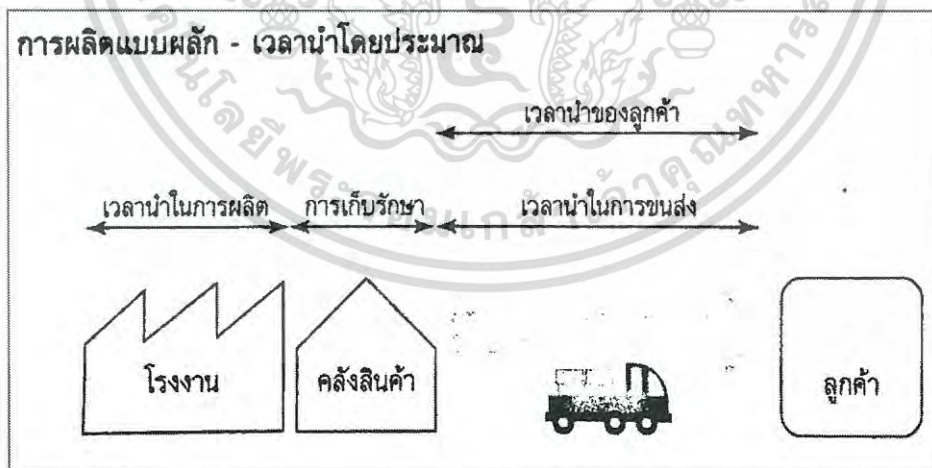 การผลิตแบบผลัก - เวลานำโดยประมาณ
เวลานำของลูกค้า
เวลานำในการผลิต การเก็บรักษา เวลานำในการขนส่ง
โรงงาน คลังสินค้า ลูกค้า